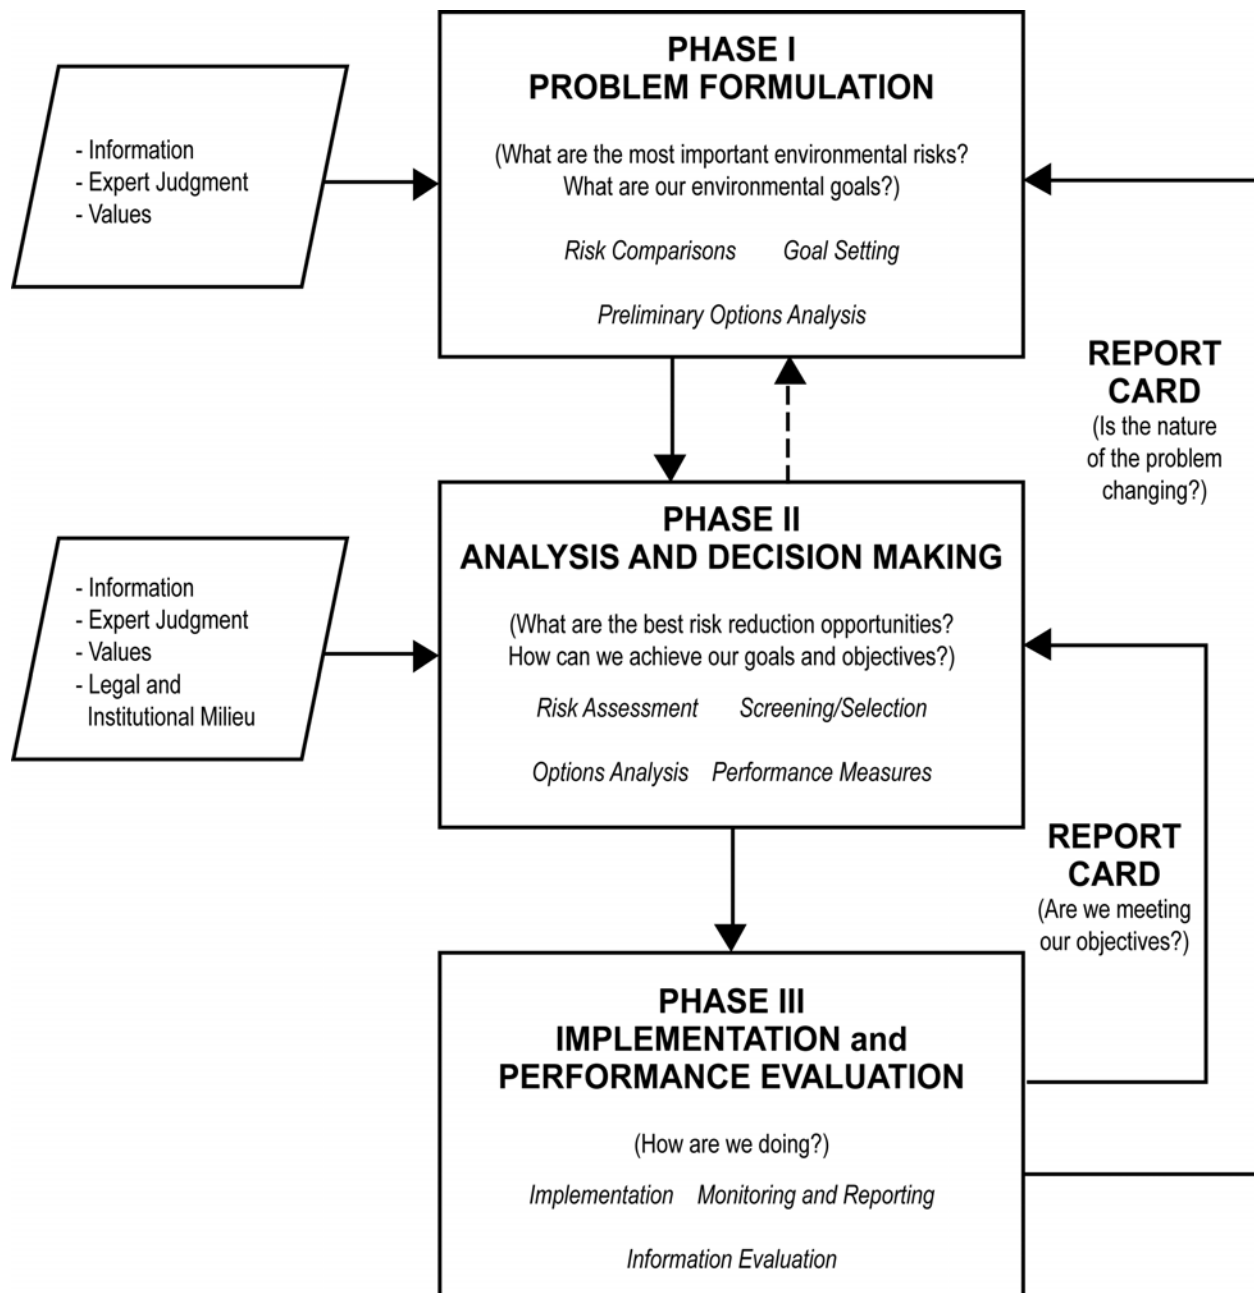 PHASE I
PROBLEM FORMULATION
(What are the most important environmental risks?
What are our environmental goals?)
Risk Comparisons Goal Setting
Preliminary Options Analysis
- Information
- Expert Judgment
- Values
REPORT
CARD
(Is the nature
of the problem
changing?)
PHASE II
ANALYSIS AND DECISION MAKING
(What are the best risk reduction opportunities?
How can we achieve our goals and objectives?)
Risk Assessment Screening/Selection
Options Analysis Performance Measures
- Information
- Expert Judgment
- Values
- Legal and
Institutional Milieu
REPORT
CARD
(Are we meeting
our objectives?)
PHASE III
IMPLEMENTATION and
PERFORMANCE EVALUATION
(How are we doing?)
Implementation Monitoring and Reporting
Information Evaluation